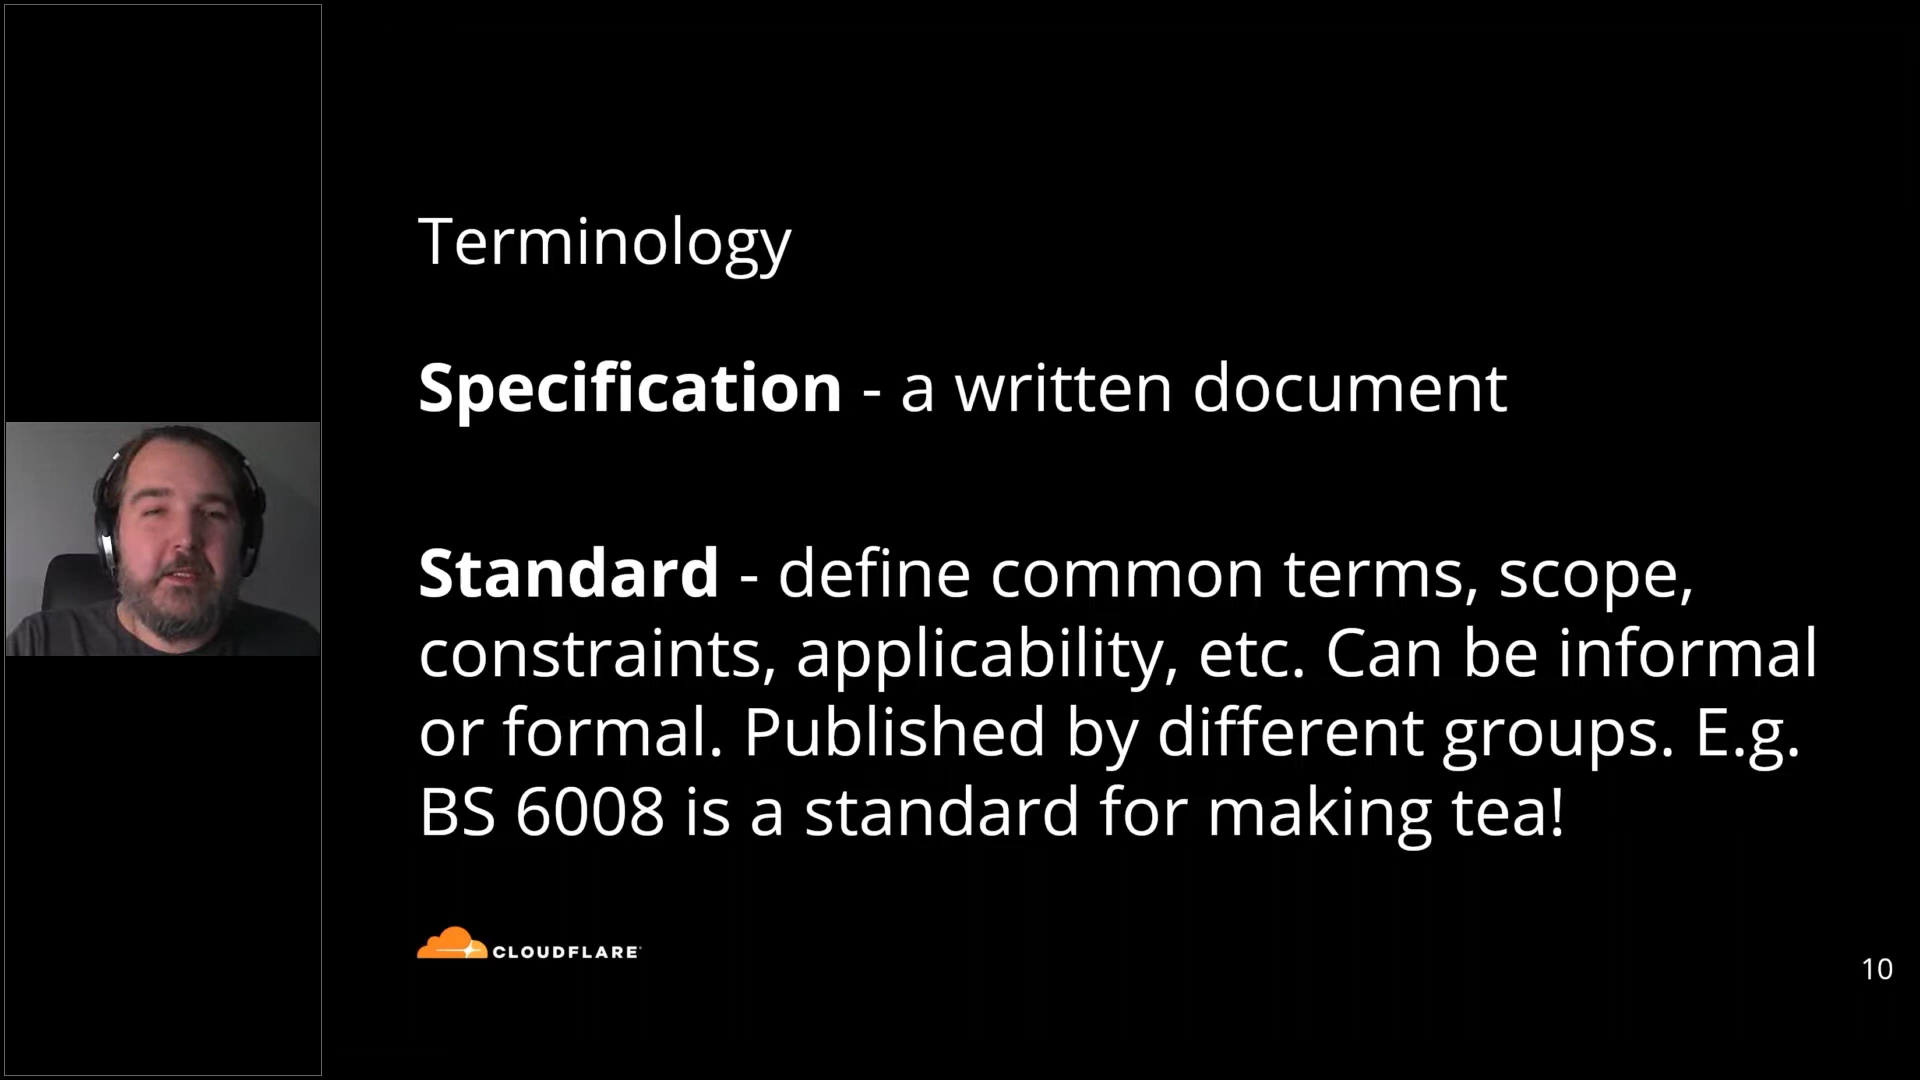 Terminology
Specification - a written document
Standard - define common terms, scope,
constraints, applicability, etc. Can be informal
or formal. Published by different groups. E.g.
BS 6008 is a standard for making tea!
CLOUDFLARE
10